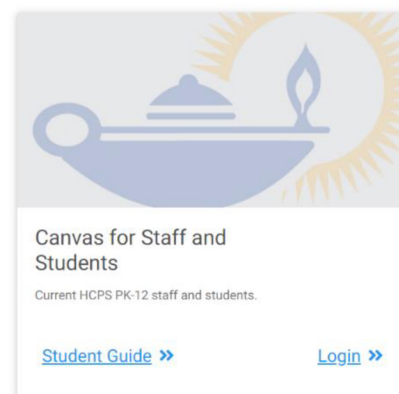 Canvas for Staff and
Students
Current HCPS PK-12 staff and students.
Student Guide »
Login »